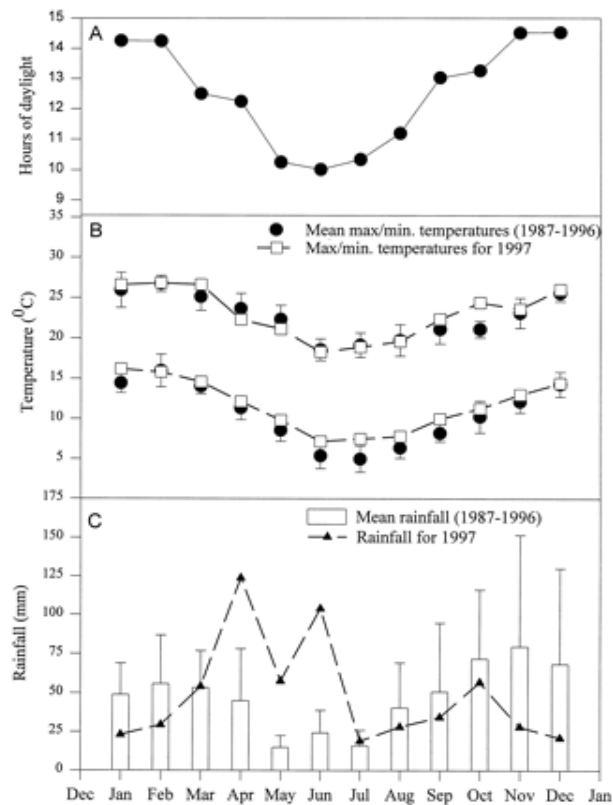 A
Hours of daylight
15
14
13
12
11
10
9
B
Mean max/min. temperatures (1987-1996)
Max/min. temperatures for 1997
Temperature (⁰C)
35
30
25
20
15
10
5
C
Mean rainfall (1987-1996)
Rainfall for 1997
Rainfall (mm)
175
150
125
100
75
50
25
0
Dec Jan Feb Mar Apr May Jun Jul Aug Sep Oct Nov Dec Jan